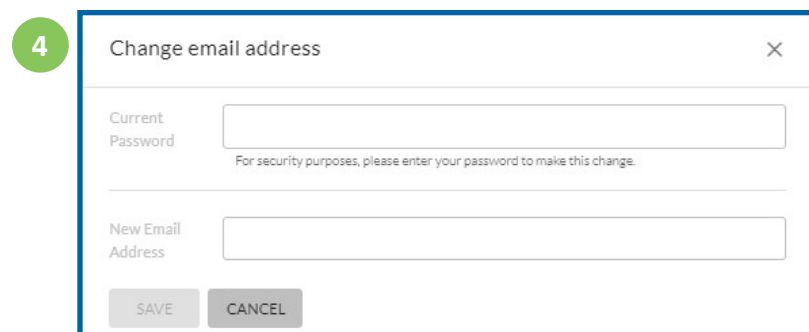 4
Change email address
Current
Password
For security purposes, please enter your password to make this change.
New Email
Address
SAVE CANCEL